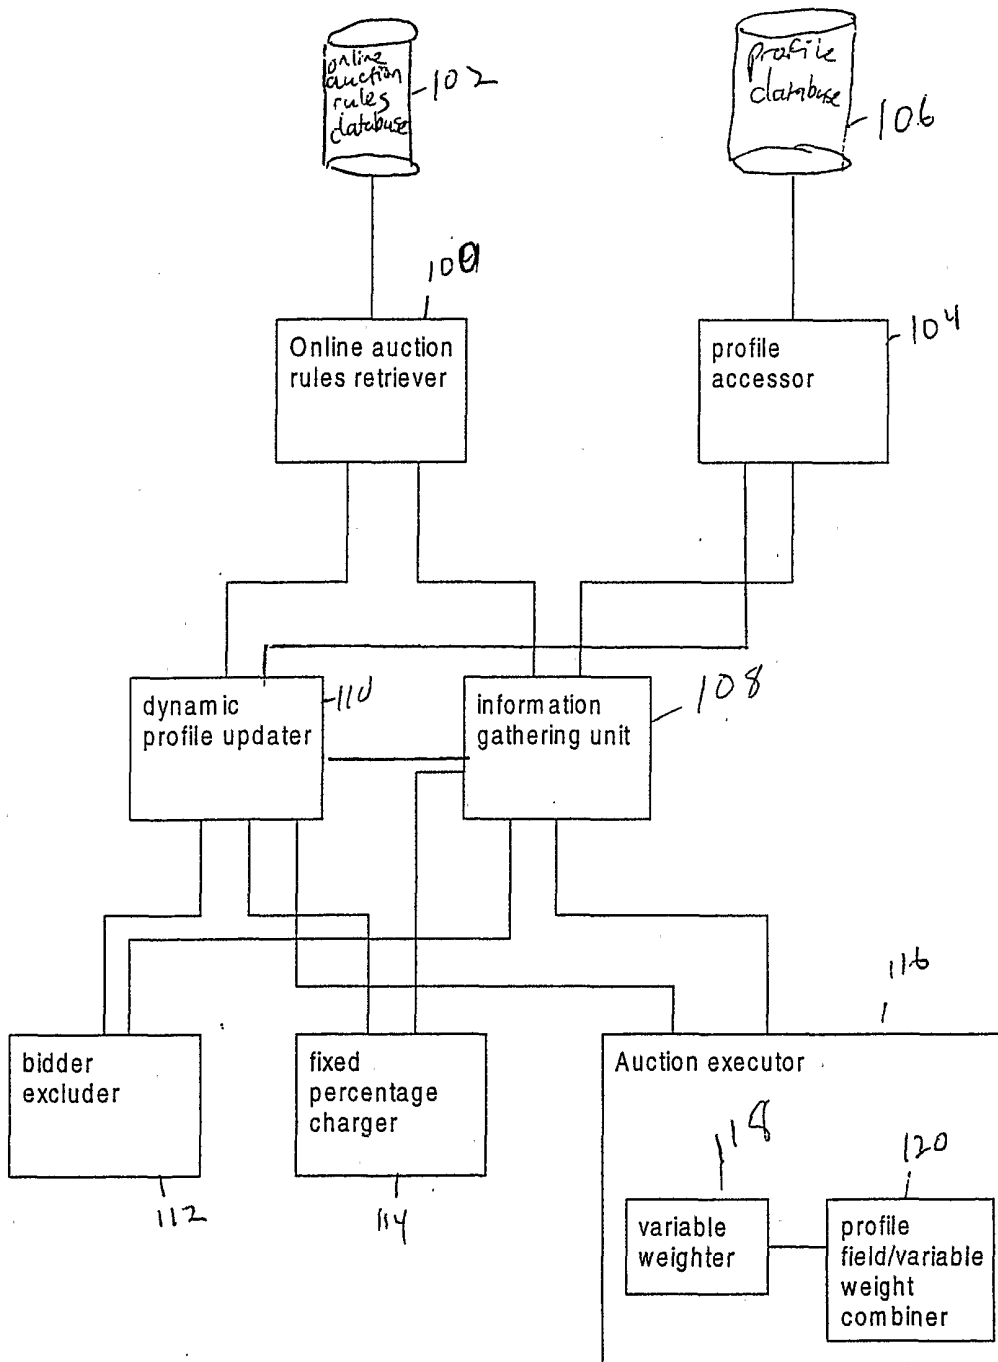 online
auction
rules
database
102
profile
database
106
100
Online auction
rules retriever
104
profile
accessor
dynamic
profile updater
110
information
gathering unit
108
bidder
excluder
112
fixed
percentage
charger
114
116
Auction executor
118
variable
weighter
120
profile
field/variable
weight
combiner